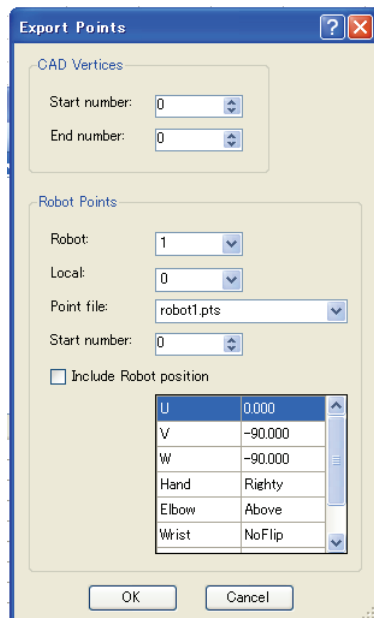 Export Points
CAD Vertices
Start number: 0
End number: 0
Robot Points
Robot: 1
Local: 0
Point file: robot1.pts
Start number: 0
Include Robot position
U 0.000
V -90.000
W -90.000
Hand Righty
Elbow Above
Wrist NoFlip
OK Cancel